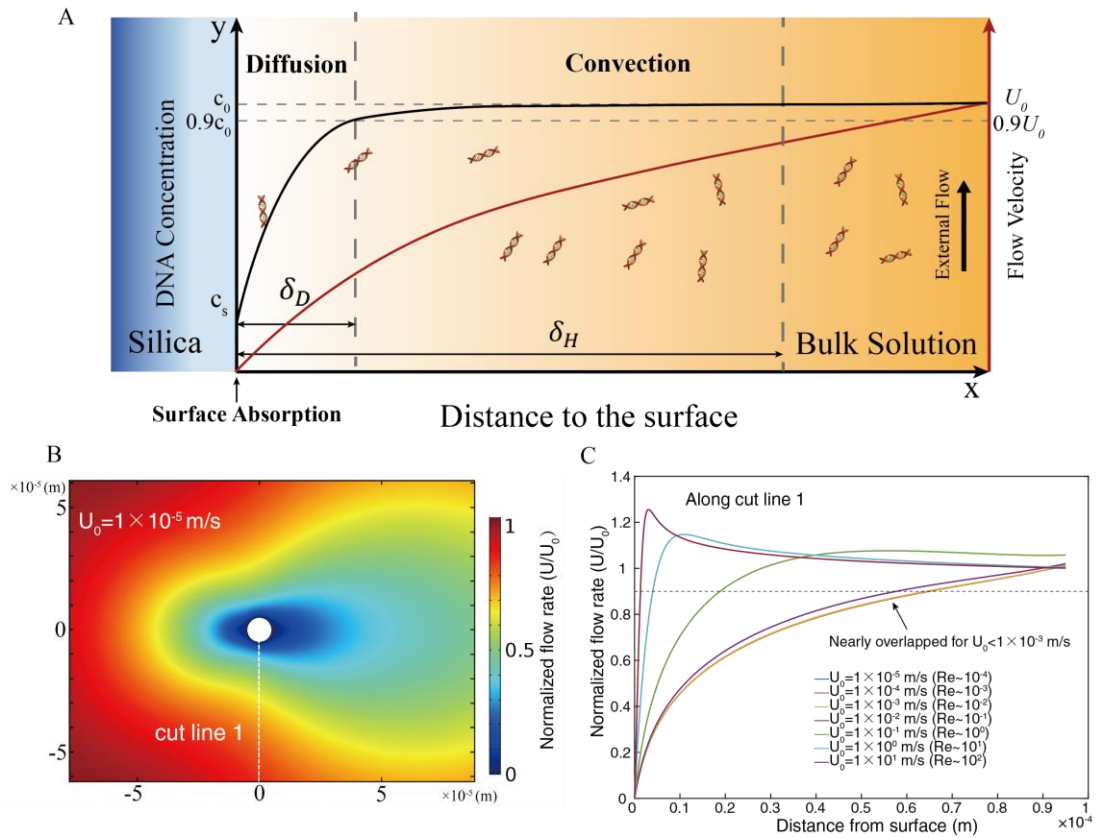 A
y
Diffusion
Convection
c₀
U₀
0.9c₀
0.9U₀
DNA Concentration
External Flow
Flow Velocity
cₛ
δ_D
δ_H
Silica
Bulk Solution
x
Surface Absorption
Distance to the surface
B
×10⁻⁵ (m)
5
0
-5
U₀=1×10⁻⁵ m/s
cut line 1
-5
0
5
×10⁻⁵ (m)
1
0.5
0
Normalized flow rate (U/U₀)
C
Along cut line 1
1.4
1.2
1
0.8
0.6
0.4
0.2
0
Normalized flow rate (U/U₀)
Nearly overlapped for U₀<1×10⁻³ m/s
U₀=1×10⁻⁵ m/s (Re~10⁻⁴)
U₀=1×10⁻⁴ m/s (Re~10⁻³)
U₀=1×10⁻³ m/s (Re~10⁻²)
U₀=1×10⁻² m/s (Re~10⁻¹)
U₀=1×10⁻¹ m/s (Re~10⁰)
U₀=1×10⁰ m/s (Re~10¹)
U₀=1×10¹ m/s (Re~10²)
0
0.1
0.2
0.3
0.4
0.5
0.6
0.7
0.8
0.9
1
×10⁻⁴
Distance from surface (m)